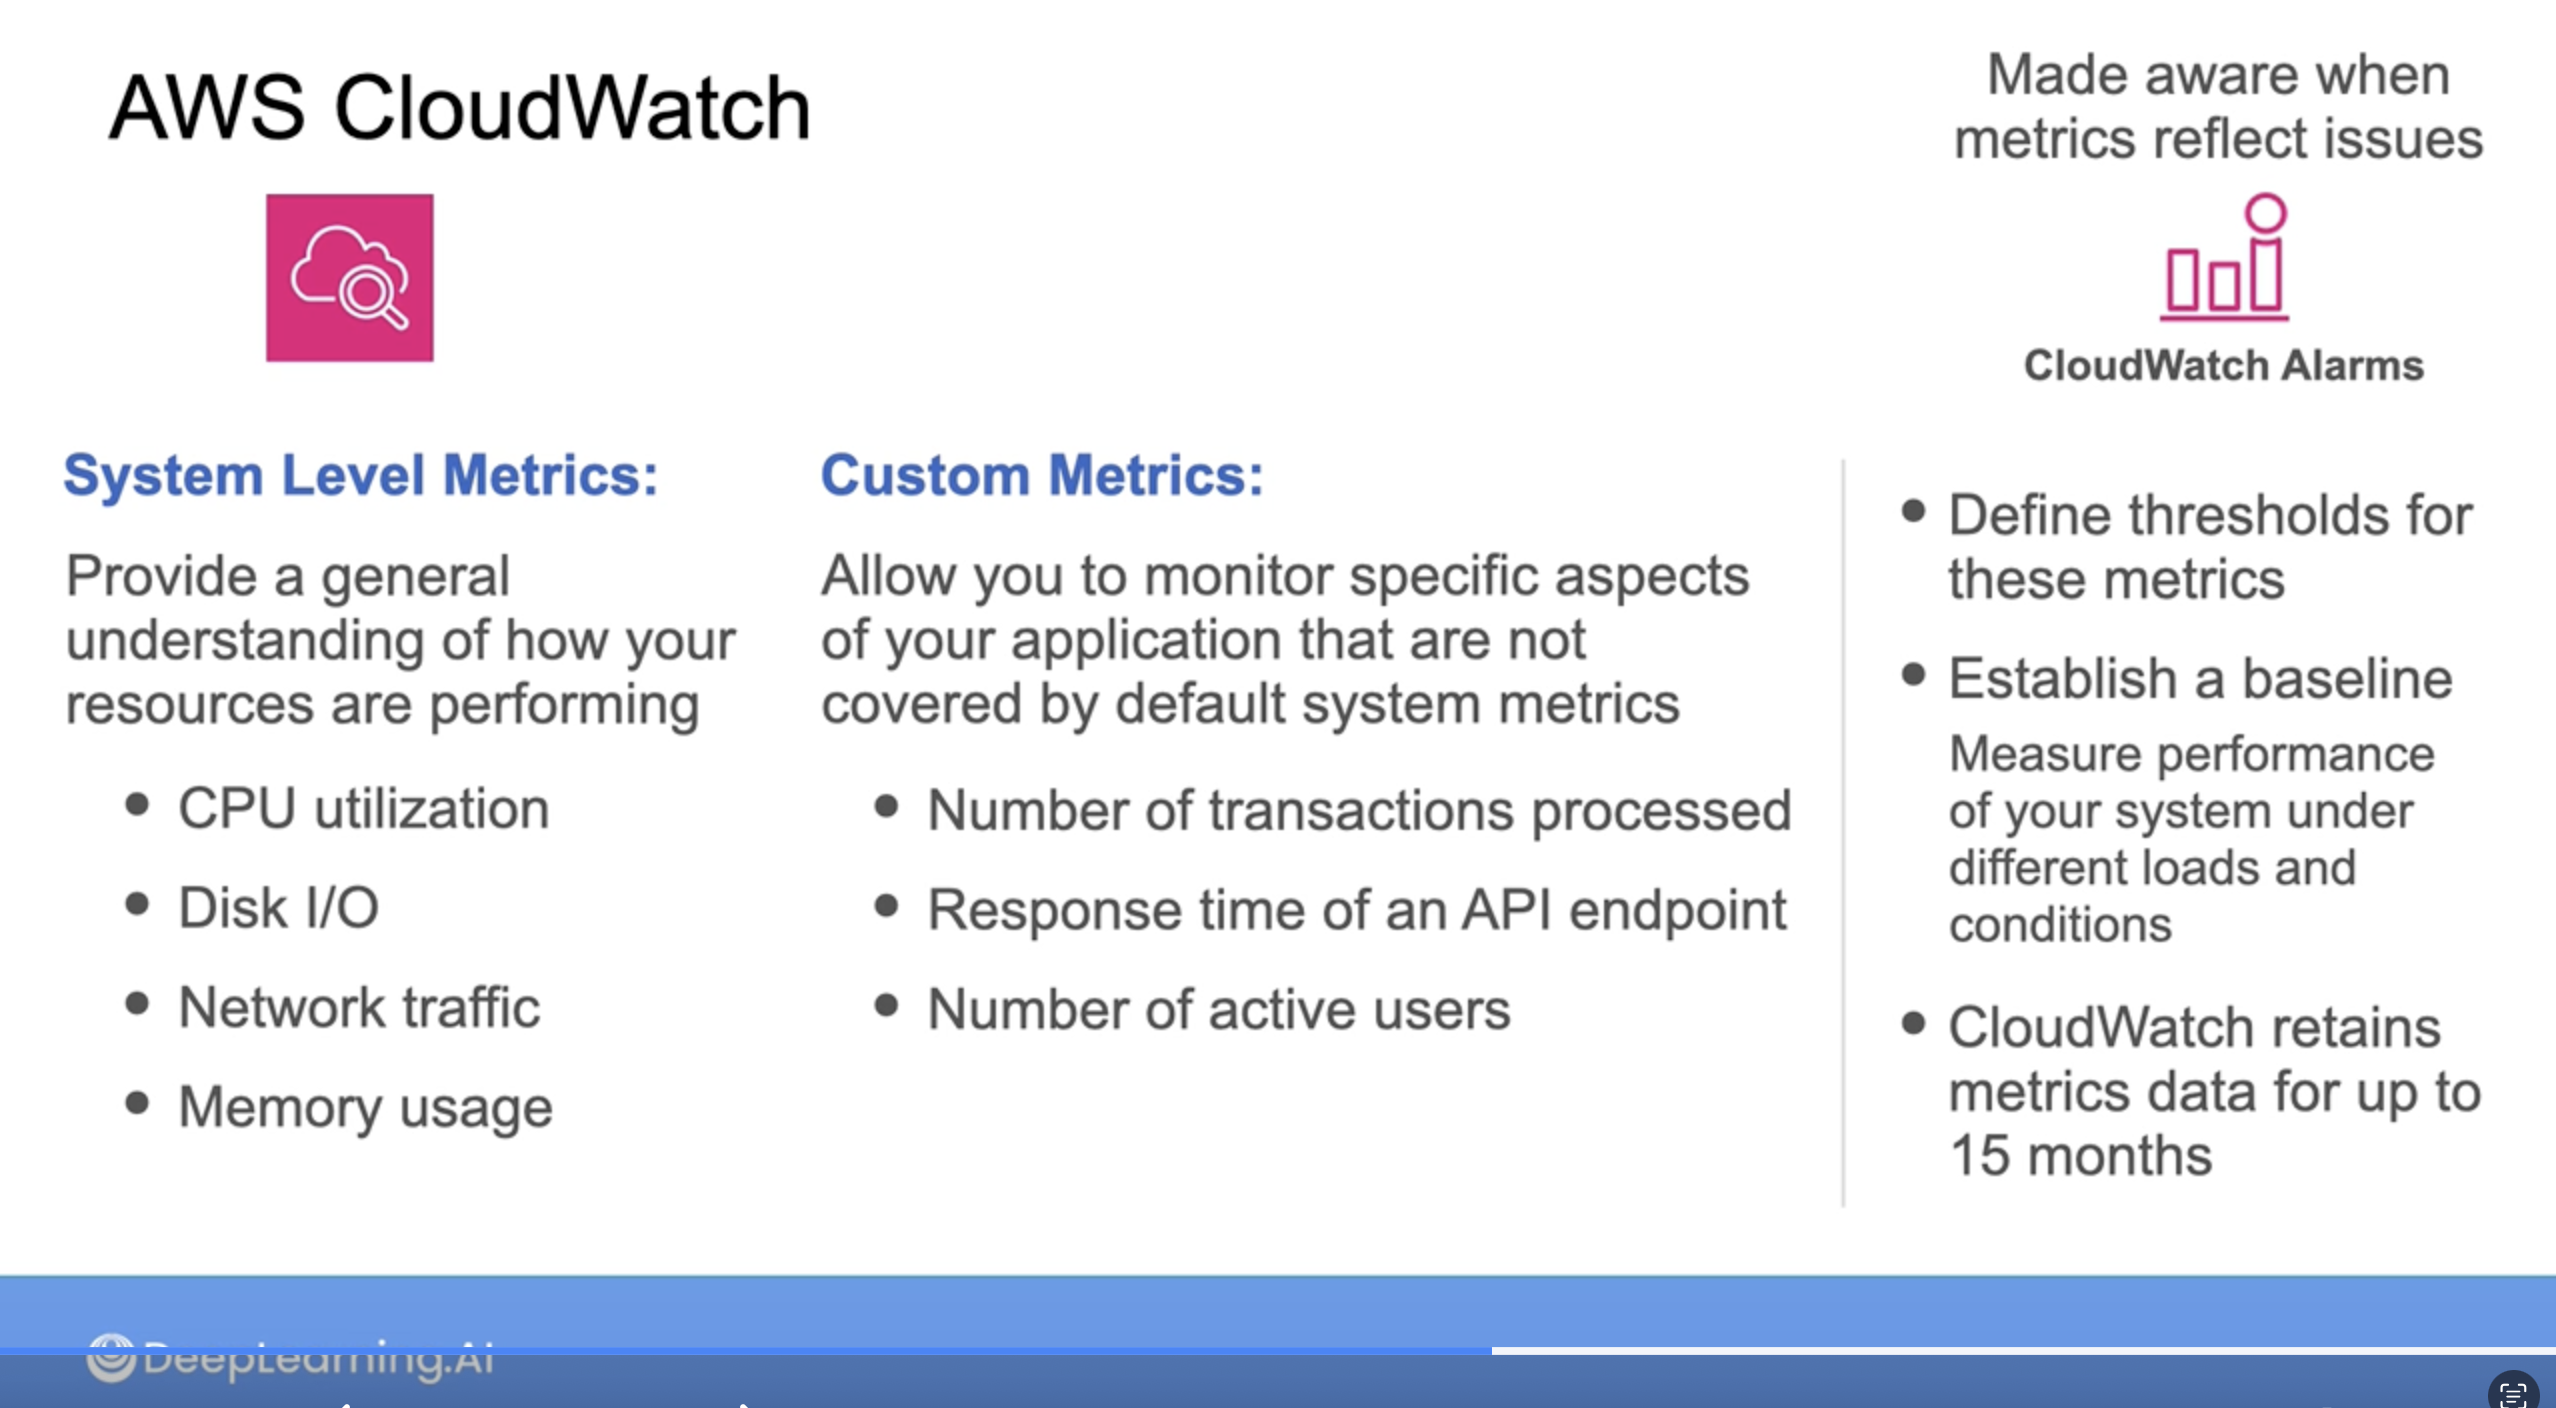 AWS CloudWatch
Made aware when
metrics reflect issues
CloudWatch Alarms
System Level Metrics:
Provide a general
understanding of how your
resources are performing
● CPU utilization
● Disk I/O
● Network traffic
● Memory usage
Custom Metrics:
Allow you to monitor specific aspects
of your application that are not
covered by default system metrics
● Number of transactions processed
● Response time of an API endpoint
● Number of active users
● Define thresholds for
these metrics
● Establish a baseline
Measure performance
of your system under
different loads and
conditions
● CloudWatch retains
metrics data for up to
15 months
DeepLearning.AI